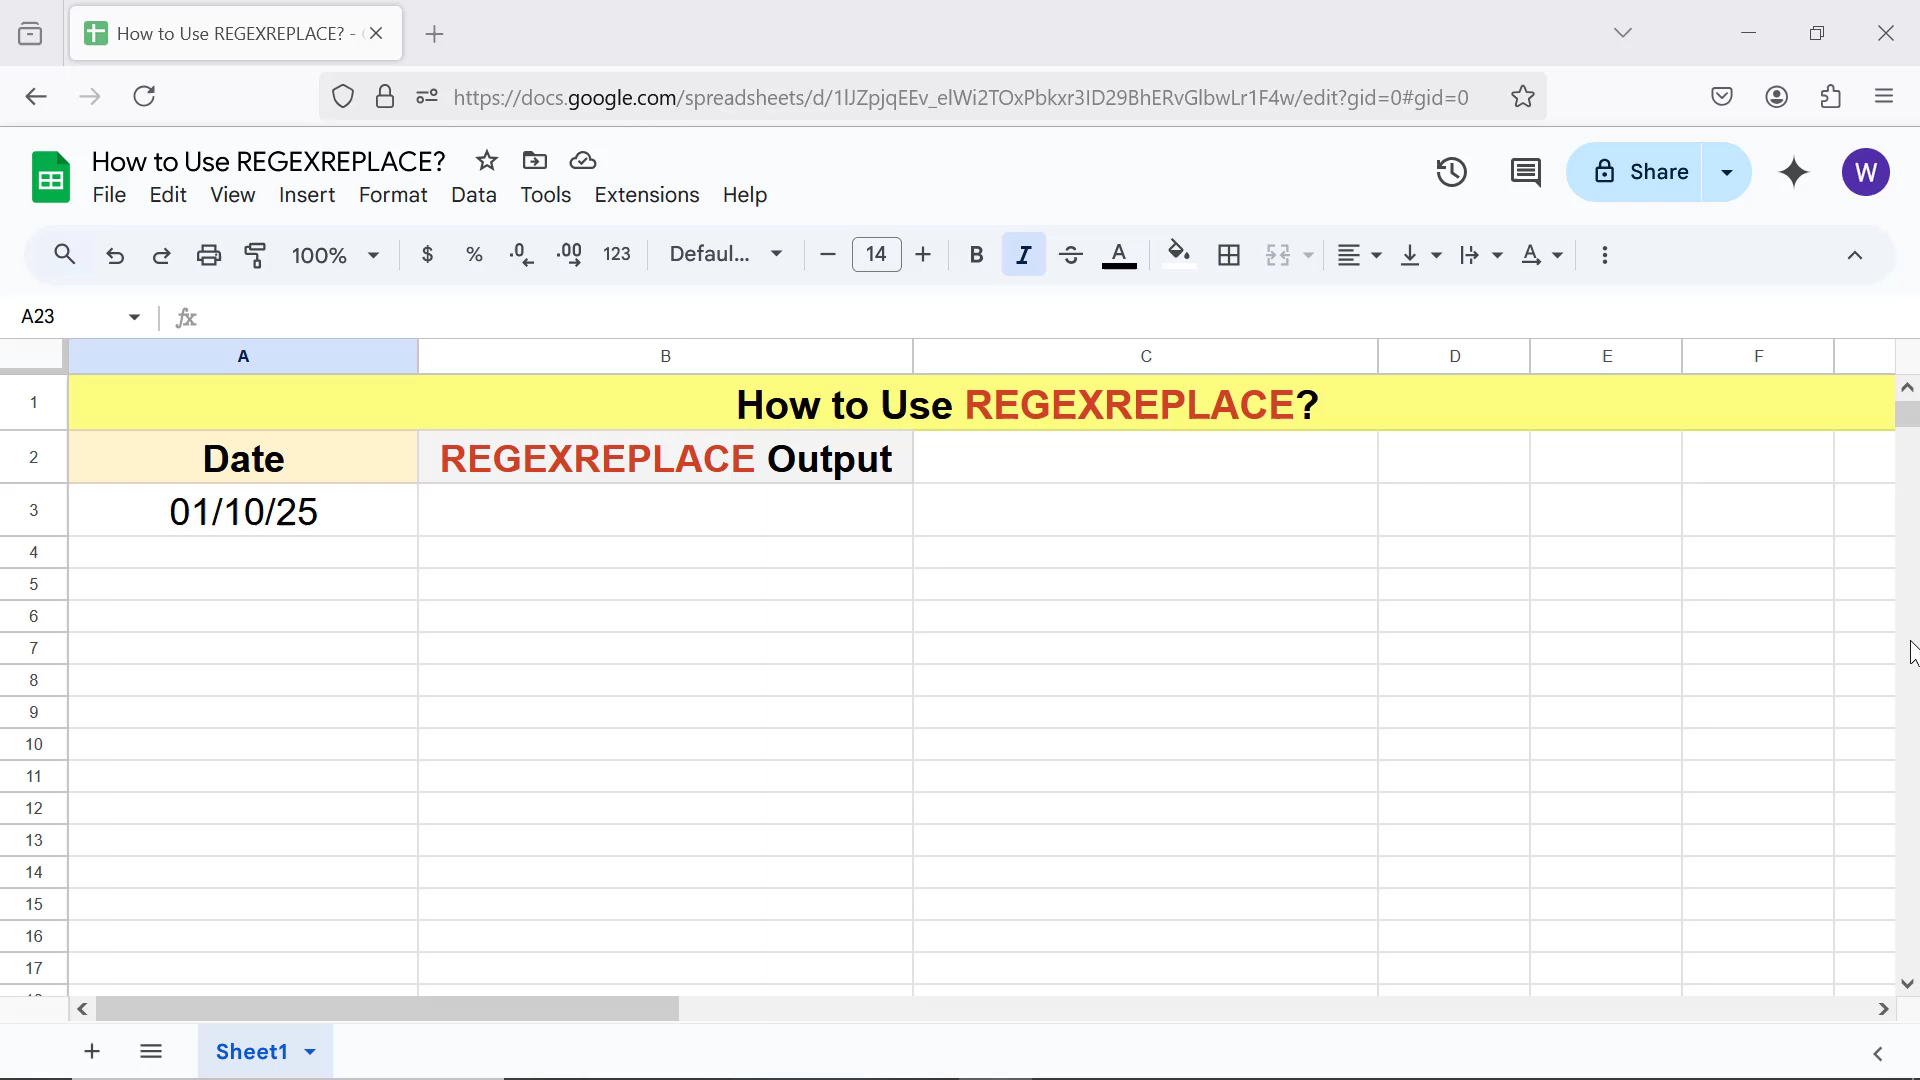 How to Use REGEXREPLACE? -
https://docs.google.com/spreadsheets/d/1lJZpjqEEv_elWi2TOxPbkxr3ID29BhERvGlbwLr1F4w/edit?gid=0#gid=0
How to Use REGEXREPLACE?
File Edit View Insert Format Data Tools Extensions Help
Share
W
100% $ % .0 .00 123 Defaul... 14 B I S A A
A23 fx
A B C D E F
1 How to Use REGEXREPLACE?
2 Date REGEXREPLACE Output
3 01/10/25
4
5
6
7
8
9
10
11
12
13
14
15
16
17
Sheet1